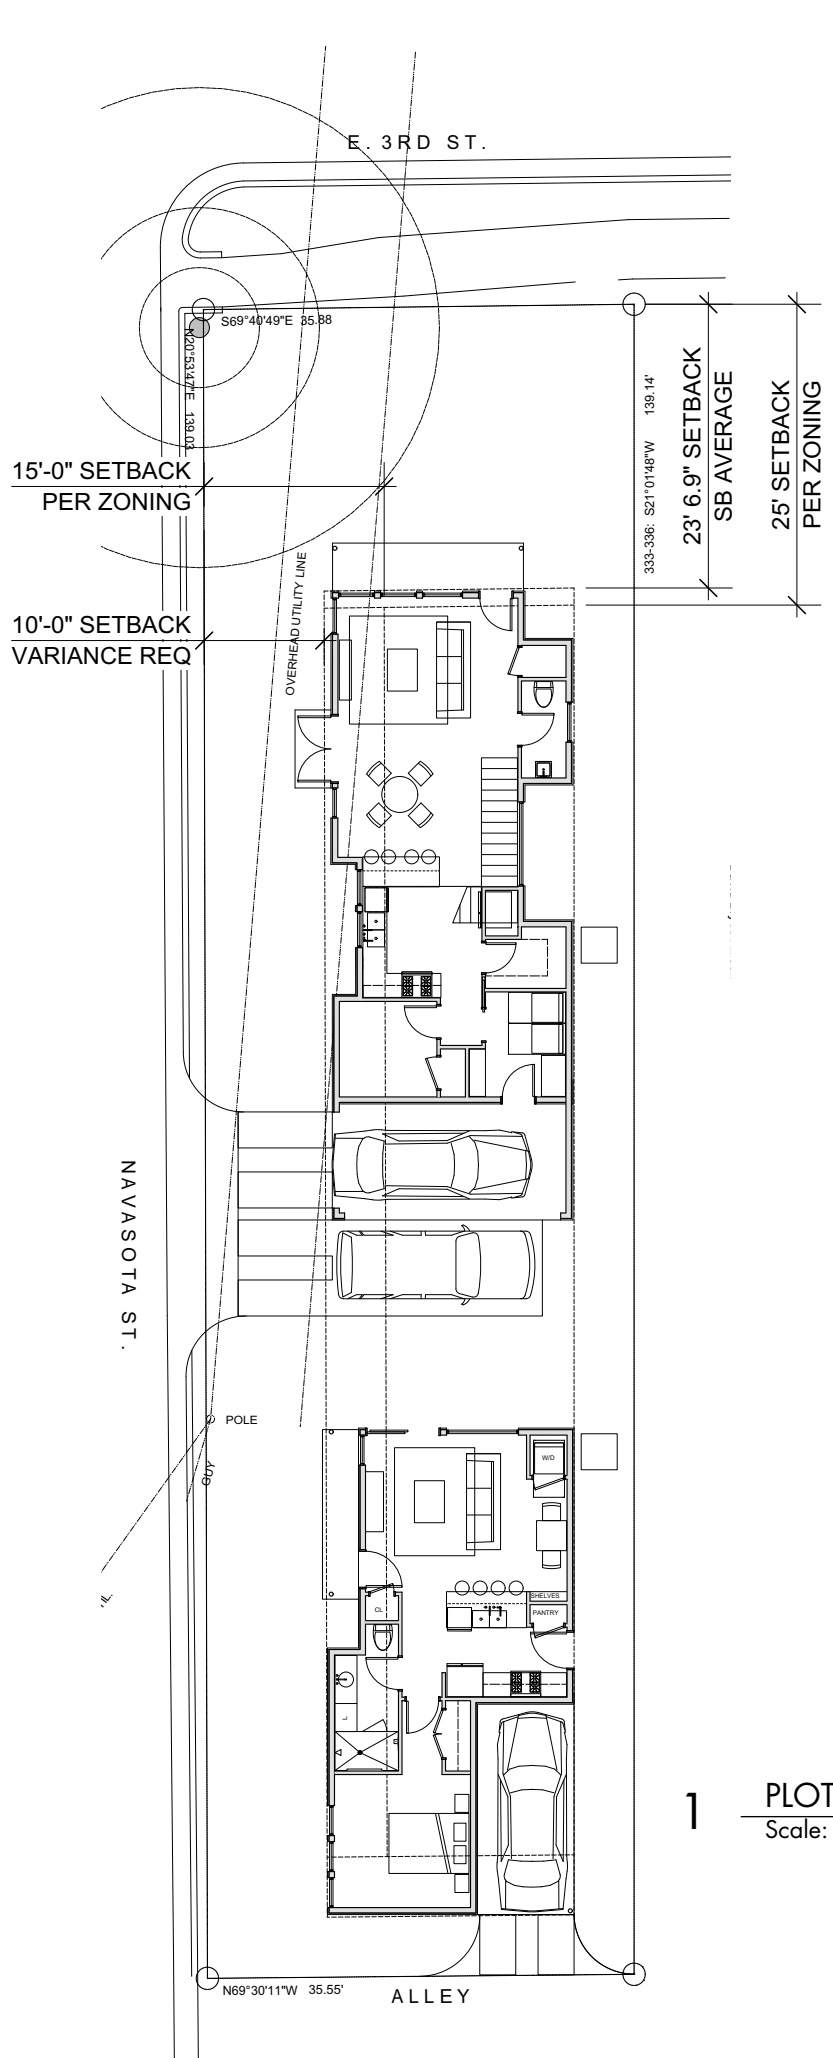 E. 3RD ST.
S69°40'49"E 35.88
N20°53'47"E 139.03
333-336: S21°01'48"W 139.14'
23' 6.9" SETBACK
SB AVERAGE
25' SETBACK
PER ZONING
15'-0" SETBACK
PER ZONING
OVERHEAD UTILITY LINE
10'-0" SETBACK
VARIANCE REQ
NAVASOTA ST.
POLE
GUY
W/D
SHELVES
PANTRY
CL
L
1
PLOT
Scale:
N69°30'11"W 35.55'
ALLEY